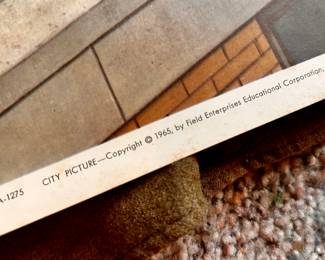 A-1275 CITY PICTURE—Copyright © 1965, by Field Enterprises Educational Corporation,